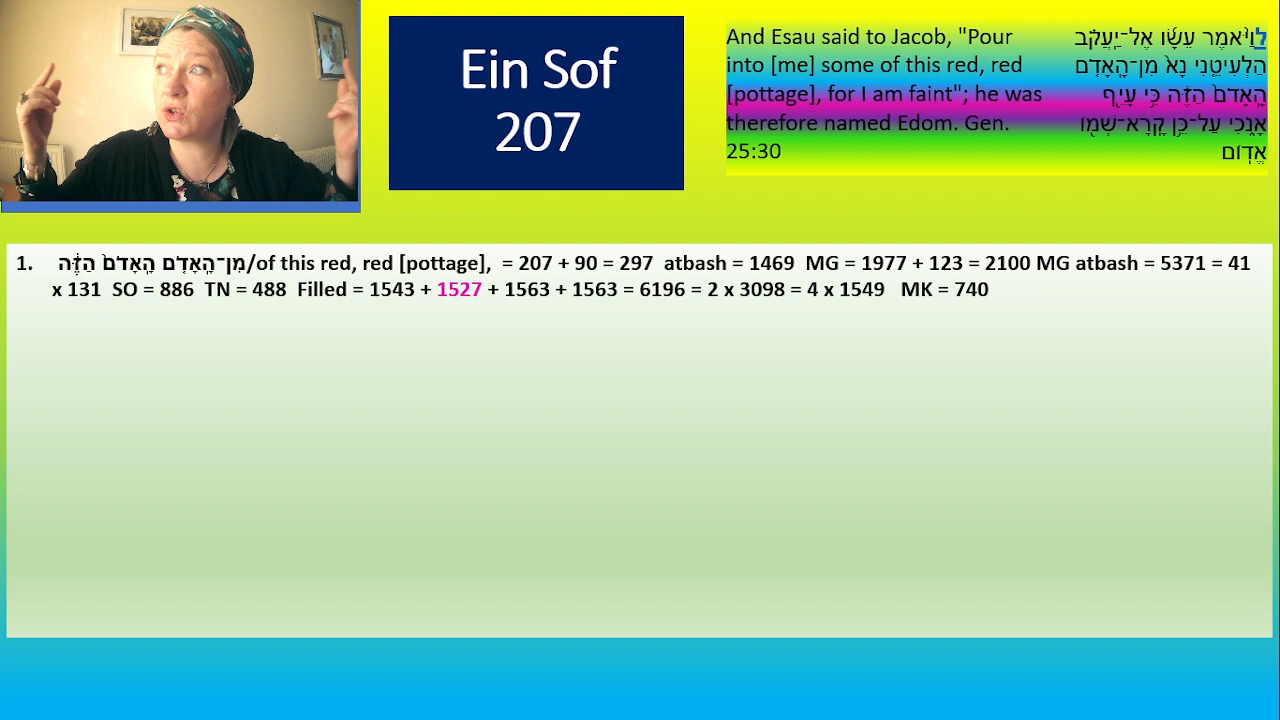 Ein Sof
207
And Esau said to Jacob, "Pour
into [me] some of this red, red
[pottage], for I am faint"; he was
therefore named Edom. Gen.
25:30
לוַיֹּ֨אמֶר עֵשָׂ֜ו אֶל־יַֽעֲקֹ֗ב
הַלְעִיטֵ֤נִי נָא֙ מִן־הָֽאָדֹ֤ם
הָֽאָדֹם֙ הַזֶּ֔ה כִּ֥י עָיֵ֖ף
אָנֹ֑כִי עַל־כֵּ֥ן קָֽרָא־שְׁמ֖וֹ
אֱדֽוֹם
1. מִן־הָֽאָדֹ֤ם הָֽאָדֹם֙ הַזֶּ֔ה/of this red, red [pottage], = 207 + 90 = 297 atbash = 1469 MG = 1977 + 123 = 2100 MG atbash = 5371 = 41
x 131 SO = 886 TN = 488 Filled = 1543 + 1527 + 1563 + 1563 = 6196 = 2 x 3098 = 4 x 1549 MK = 740